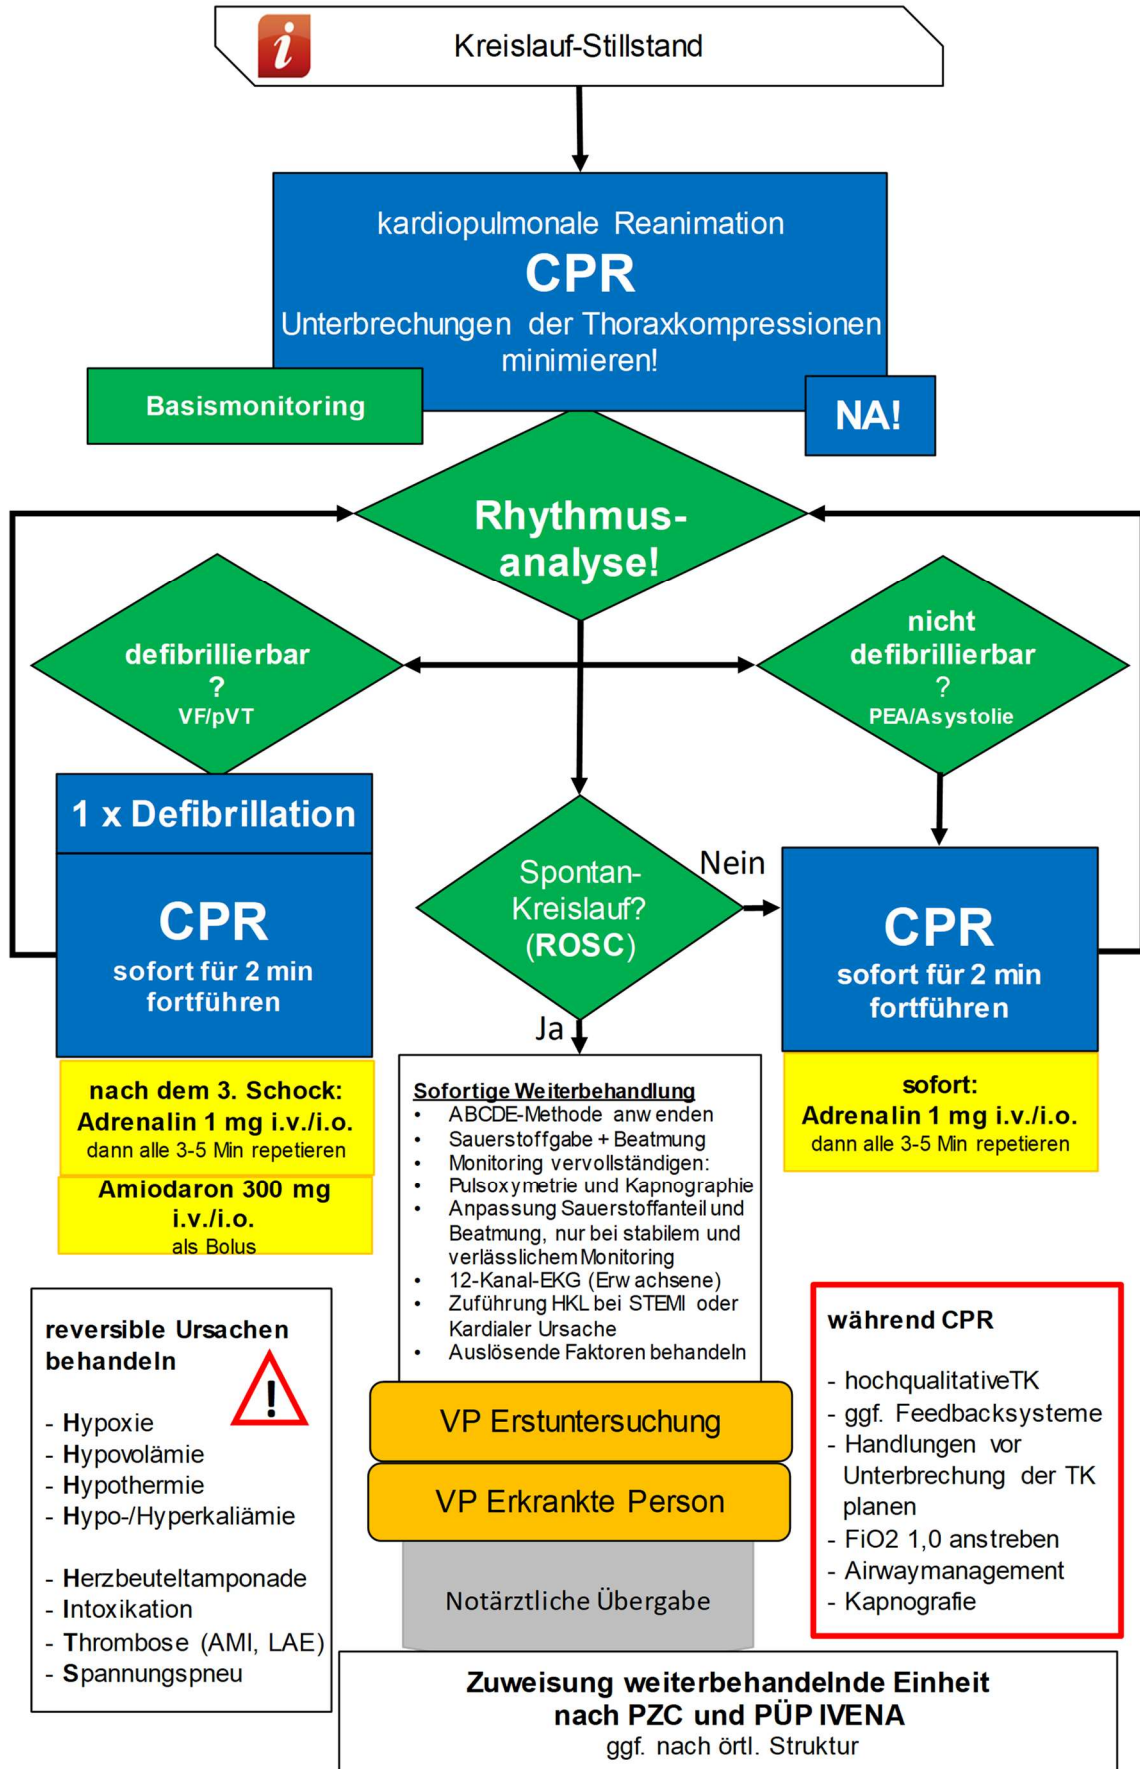 i
Kreislauf-Stillstand
kardiopulmonale Reanimation
CPR
Unterbrechungen der Thoraxkompressionen
minimieren!
Basismonitoring
NA!
Rhythmus-
analyse!
defibrillierbar
?
VF/pVT
nicht
defibrillierbar
?
PEA/Asystolie
1 x Defibrillation
CPR
sofort für 2 min
fortführen
Spontan-
Kreislauf?
(ROSC)
Nein
Ja
CPR
sofort für 2 min
fortführen
nach dem 3. Schock:
Adrenalin 1 mg i.v./i.o.
dann alle 3-5 Min repetieren
Amiodaron 300 mg
i.v./i.o.
als Bolus
Sofortige Weiterbehandlung
• ABCDE-Methode anwenden
• Sauerstoffgabe + Beatmung
• Monitoring vervollständigen:
• Pulsoxymetrie und Kapnographie
• Anpassung Sauerstoffanteil und
Beatmung, nur bei stabilem und
verlässlichem Monitoring
• 12-Kanal-EKG (Erwachsene)
• Zuführung HKL bei STEMI oder
Kardialer Ursache
• Auslösende Faktoren behandeln
sofort:
Adrenalin 1 mg i.v./i.o.
dann alle 3-5 Min repetieren
reversible Ursachen
behandeln
!
- Hypoxie
- Hypovolämie
- Hypothermie
- Hypo-/Hyperkaliämie
- Herzbeuteltamponade
- Intoxikation
- Thrombose (AMI, LAE)
- Spannungspneu
VP Erstuntersuchung
VP Erkrankte Person
Notärztliche Übergabe
während CPR
- hochqualitativeTK
- ggf. Feedbacksysteme
- Handlungen vor
Unterbrechung der TK
planen
- FiO2 1,0 anstreben
- Airwaymanagement
- Kapnografie
Zuweisung weiterbehandelnde Einheit
nach PZC und PÜP IVENA
ggf. nach örtl. Struktur